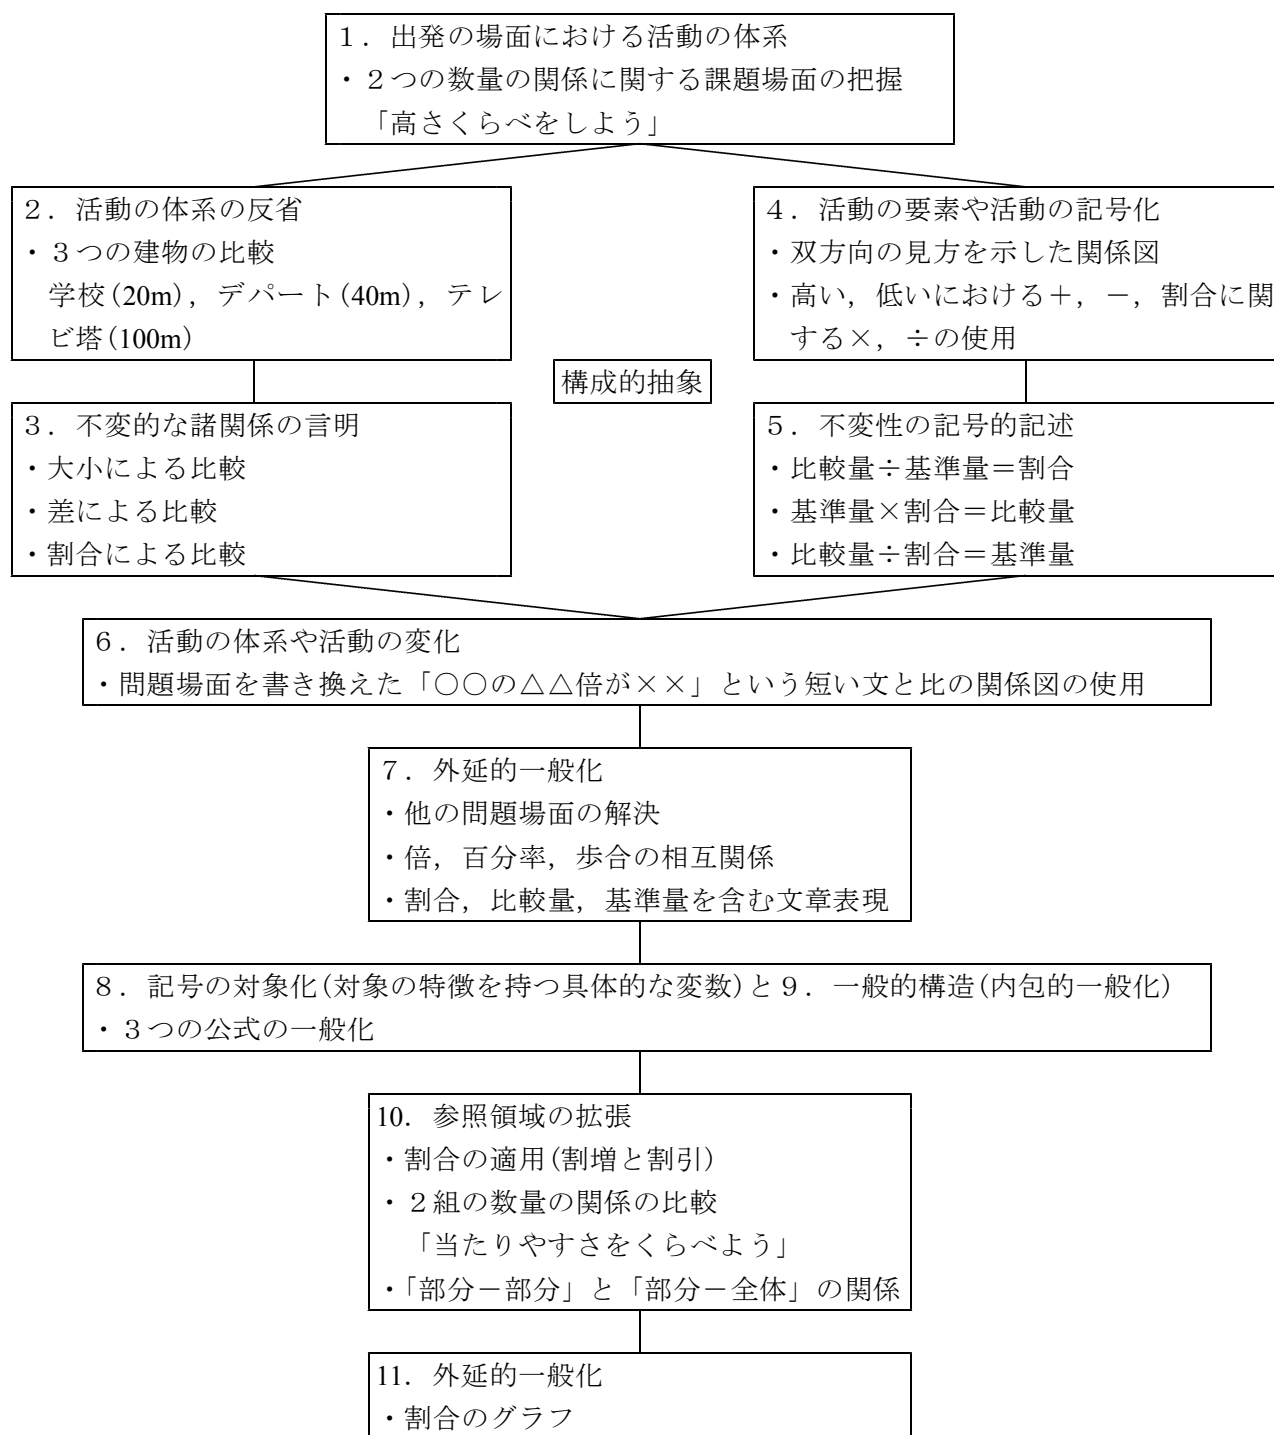 １．出発の場面における活動の体系
・２つの数量の関係に関する課題場面の把握
「高さくらべをしよう」
２．活動の体系の反省
・３つの建物の比較
学校(20m)，デパート(40m)，テレ
ビ塔(100m)
４．活動の要素や活動の記号化
・双方向の見方を示した関係図
・高い，低いにおける＋，－，割合に関
する×，÷の使用
構成的抽象
３．不変的な諸関係の言明
・大小による比較
・差による比較
・割合による比較
５．不変性の記号的記述
・比較量÷基準量＝割合
・基準量×割合＝比較量
・比較量÷割合＝基準量
６．活動の体系や活動の変化
・問題場面を書き換えた「○○の△△倍が××」という短い文と比の関係図の使用
７．外延的一般化
・他の問題場面の解決
・倍，百分率，歩合の相互関係
・割合，比較量，基準量を含む文章表現
８．記号の対象化(対象の特徴を持つ具体的な変数)と９．一般的構造(内包的一般化)
・３つの公式の一般化
10．参照領域の拡張
・割合の適用(割増と割引)
・２組の数量の関係の比較
「当たりやすさをくらべよう」
・「部分－部分」と「部分－全体」の関係
11．外延的一般化
・割合のグラフ